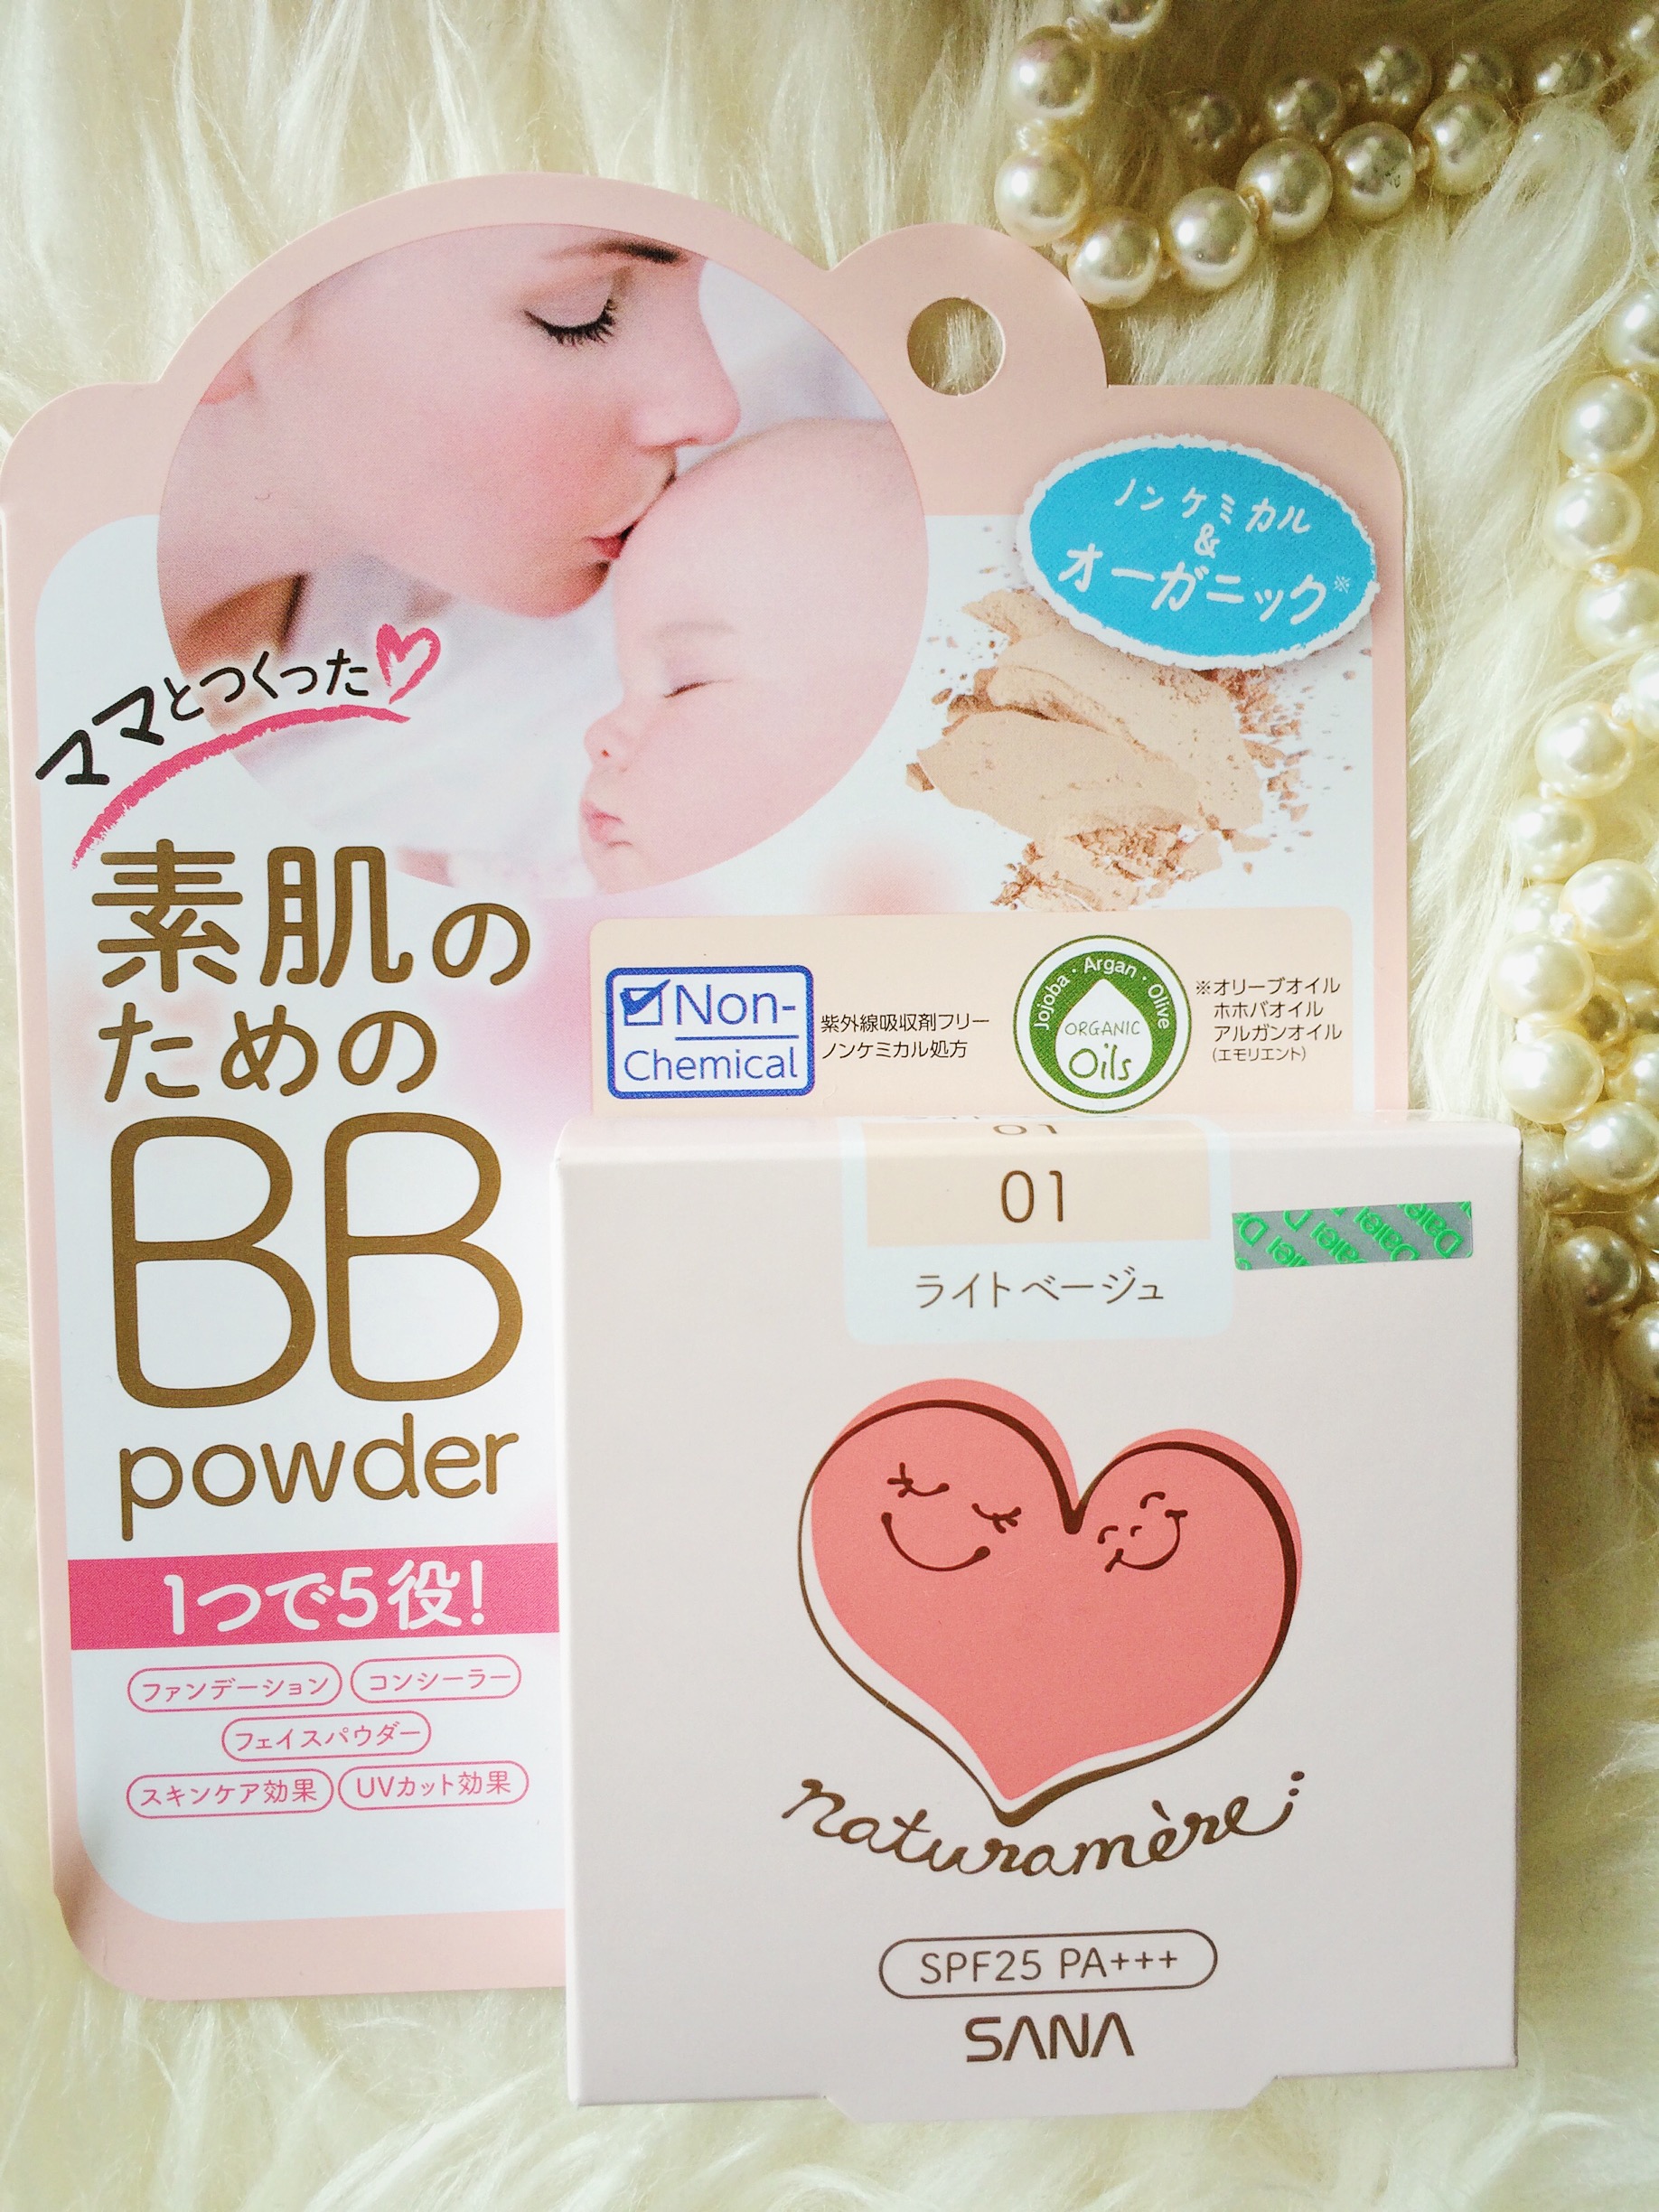 ノンケミカル
&
オーガニック※
ママとつくった
素肌の
ための
BB
powder
1つで5役!
ファンデーション
コンシーラー
フェイスパウダー
スキンケア効果
UVカット効果
Non-
Chemical
紫外線吸収剤フリー
ノンケミカル処方
Jojoba・Argan・Olive
ORGANIC
Oils
※オリーブオイル
ホホバオイル
アルガンオイル
(エモリエント)
01
01
ライトベージュ
Dalei
naturamère
SPF25 PA+++
SANA